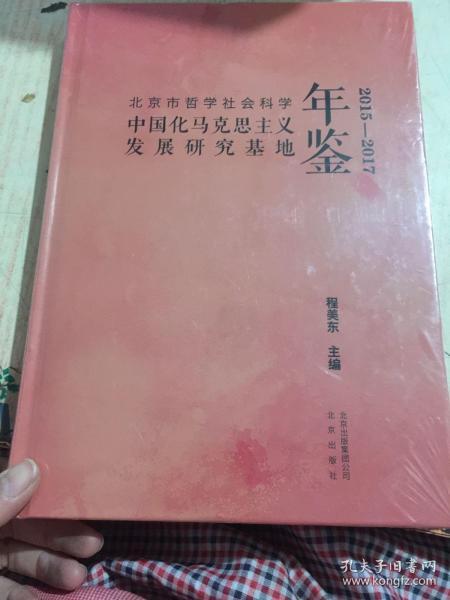 北京市哲学社会科学
中国化马克思主义
发展研究基地
年鉴
2015—2017
程美东 主编
北京出版集团公司
北京出版社
孔夫子旧书网
www.kongfz.com